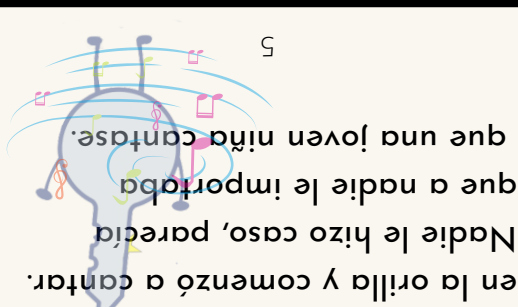 en la orilla y comenzó a cantar.
Nadie le hizo caso, parecía
que a nadie le importaba
que una joven niña cantase.
5